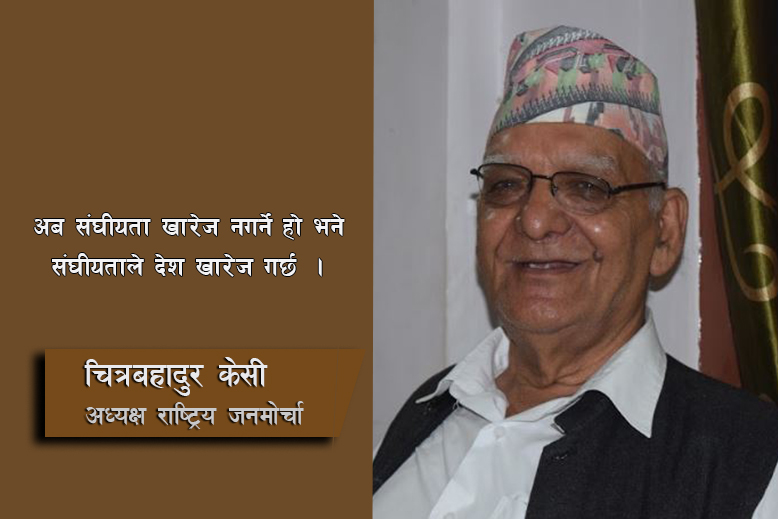 अब संघीयता खारेज नगर्ने हो भने
संघीयताले देश खारेज गर्छ ।
चित्रबहादुर केसी
अध्यक्ष राष्ट्रिय जनमोर्चा